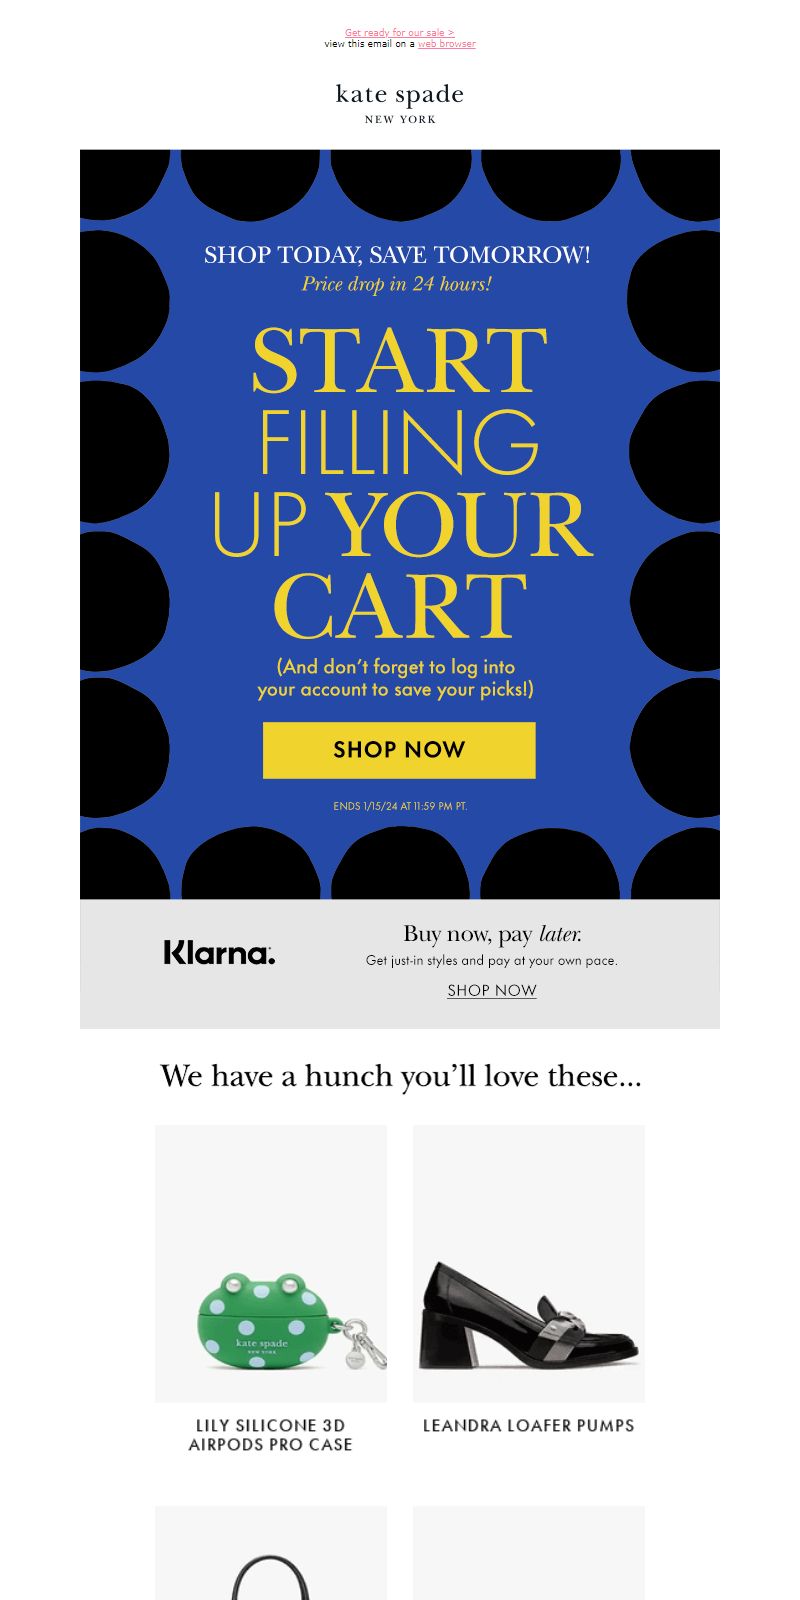 Get ready for our sale >
view this email on a web browser
kate spade
NEW YORK
SHOP TODAY, SAVE TOMORROW!
Price drop in 24 hours!
START
FILLING
UP YOUR
CART
(And don't forget to log into
your account to save your picks!)
SHOP NOW
ENDS 1/15/24 AT 11:59 PM PT.
Klarna.
Buy now, pay later.
Get just-in styles and pay at your own pace.
SHOP NOW
We have a hunch you'll love these...
kate spade
NEW YORK
LILY SILICONE 3D
AIRPODS PRO CASE
LEANDRA LOAFER PUMPS